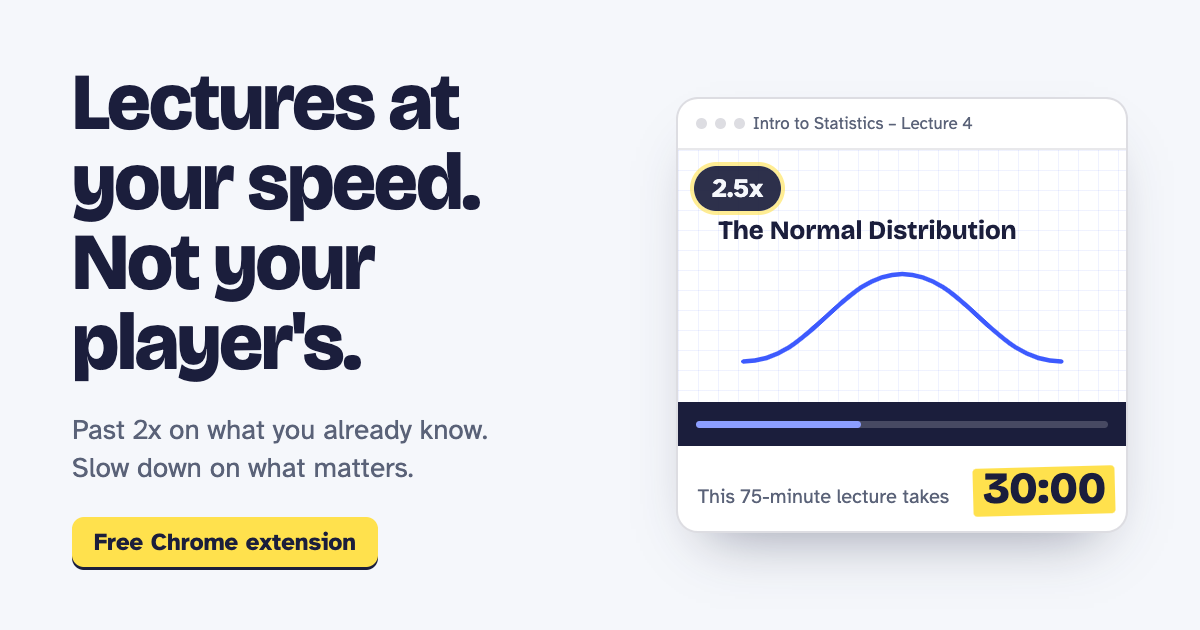 Lectures at
your speed.
Not your
player's.
Past 2x on what you already know.
Slow down on what matters.
Free Chrome extension
Intro to Statistics – Lecture 4
2.5x
The Normal Distribution
This 75-minute lecture takes
30:00